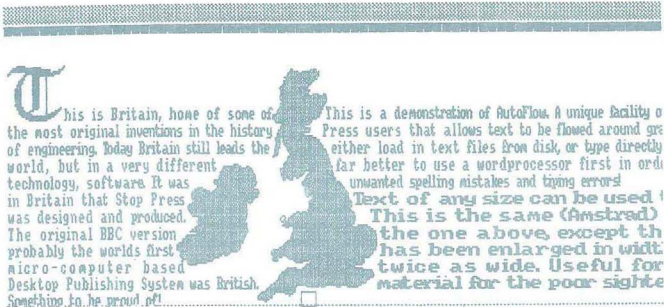 This is Britain, home of some of
the most original inventions in the history
of engineering. Today Britain still leads the
world, but in a very different
technology, software. It was
in Britain that Stop Press
was designed and produced.
The original BBC version
probably the worlds first
micro-computer based
Desktop Publishing System was British.
Something to be proud of!
This is a demonstration of AutoFlow. A unique facility o
Press users that allows text to be flowed around gra
either load in text files from disk, or type directly
far better to use a wordprocessor first in ord
unwanted spelling mistakes and typing errors!
Text of any size can be used
This is the same (Amstrad)
the one above, except th
has been enlarged in widt
twice as wide. Useful for
material for the poor sighte